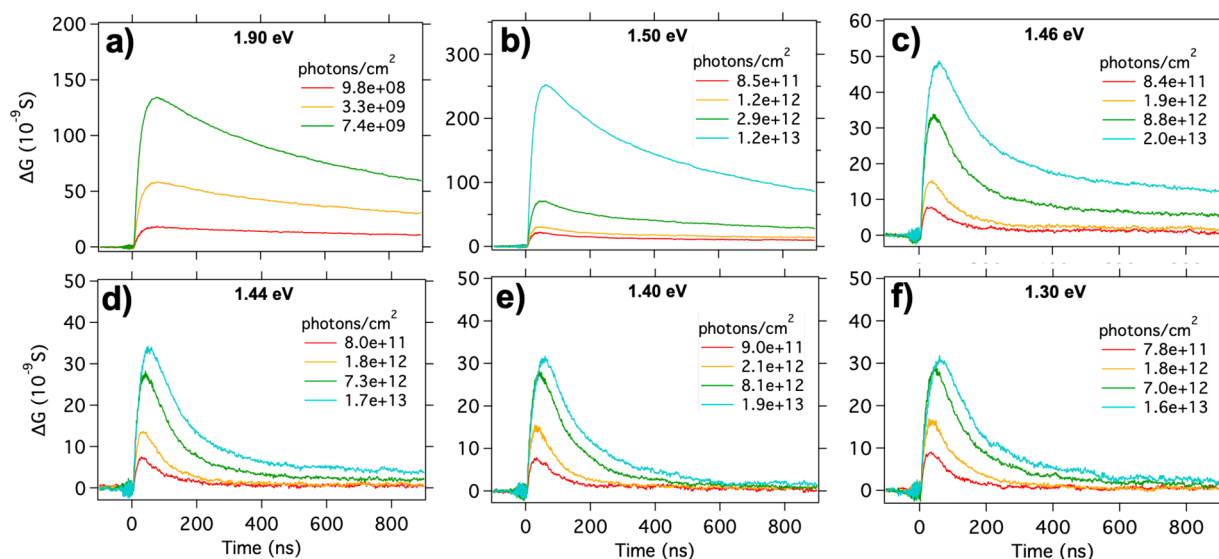 a)
1.90 eV
photons/cm²
9.8e+08
3.3e+09
7.4e+09
200
150
100
50
0
ΔG (10⁻⁹S)
b)
1.50 eV
photons/cm²
8.5e+11
1.2e+12
2.9e+12
1.2e+13
300
200
100
0
c)
1.46 eV
photons/cm²
8.4e+11
1.9e+12
8.8e+12
2.0e+13
60
50
40
30
20
10
0
d)
1.44 eV
photons/cm²
8.0e+11
1.8e+12
7.3e+12
1.7e+13
50
40
30
20
10
0
ΔG (10⁻⁹S)
0 200 400 600 800
Time (ns)
e)
1.40 eV
photons/cm²
9.0e+11
2.1e+12
8.1e+12
1.9e+13
50
40
30
20
10
0
0 200 400 600 800
Time (ns)
f)
1.30 eV
photons/cm²
7.8e+11
1.8e+12
7.0e+12
1.6e+13
50
40
30
20
10
0
0 200 400 600 800
Time (ns)